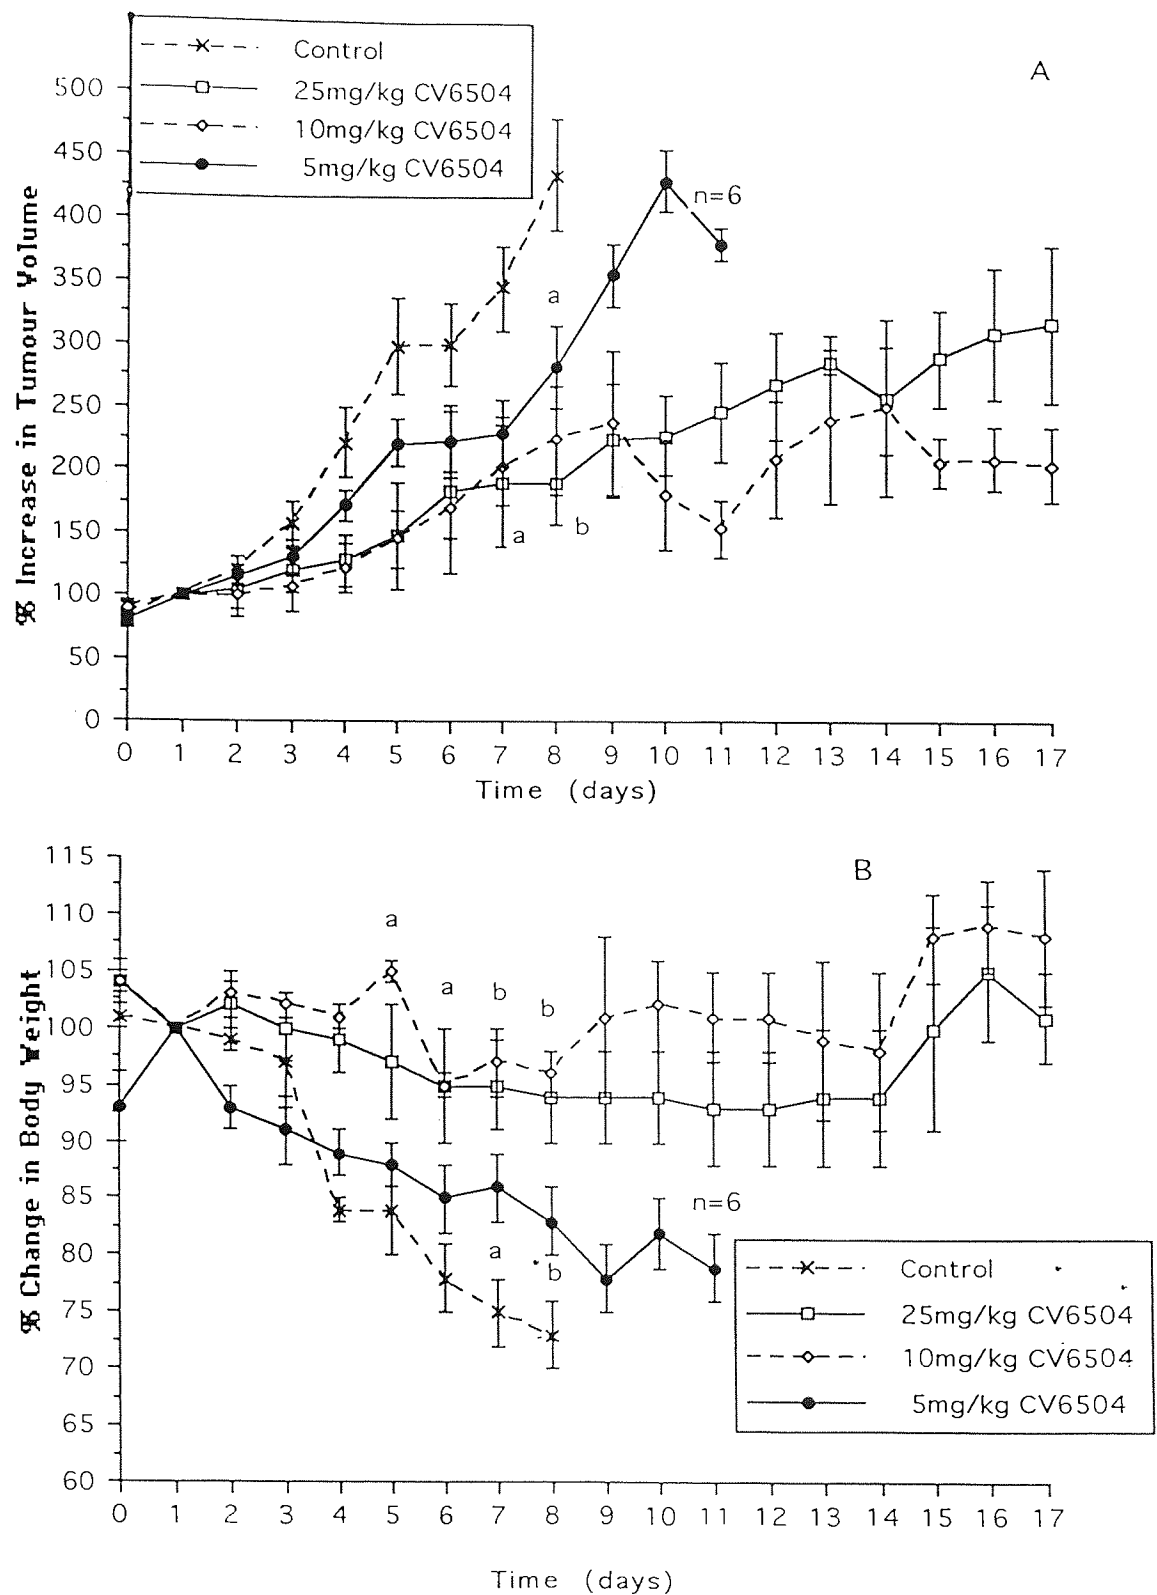 Control
25mg/kg CV6504
10mg/kg CV6504
5mg/kg CV6504
A
% Increase in Tumour Volume
500
450
400
350
300
250
200
150
100
50
0
n=6
a
a
b
0 1 2 3 4 5 6 7 8 9 10 11 12 13 14 15 16 17
Time (days)
B
% Change in Body Weight
115
110
105
100
95
90
85
80
75
70
65
60
a
a
b
b
a
b
n=6
Control
25mg/kg CV6504
10mg/kg CV6504
5mg/kg CV6504
0 1 2 3 4 5 6 7 8 9 10 11 12 13 14 15 16 17
Time (days)